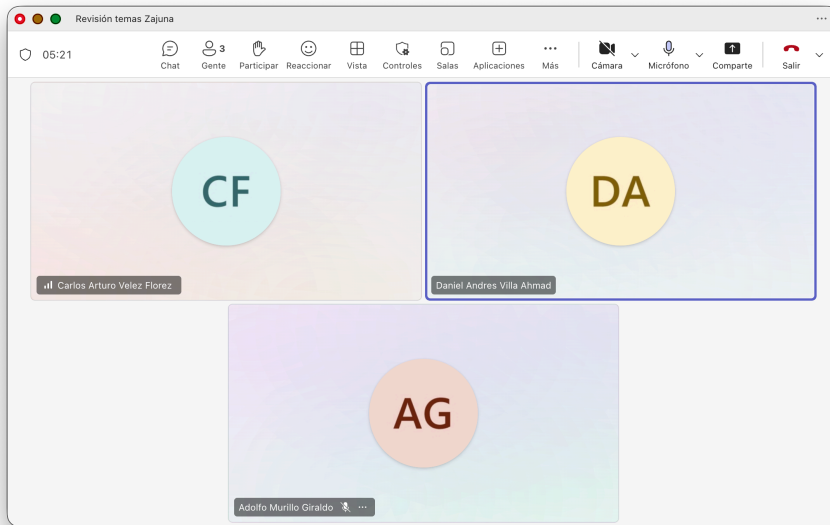 Revisión temas Zajuna
05:21
3
Chat
Gente
Participar
Reaccionar
Vista
Controles
Salas
Aplicaciones
Más
Cámara
Micrófono
Comparte
Salir
CF
Carlos Arturo Velez Florez
DA
Daniel Andres Villa Ahmad
AG
Adolfo Murillo Giraldo